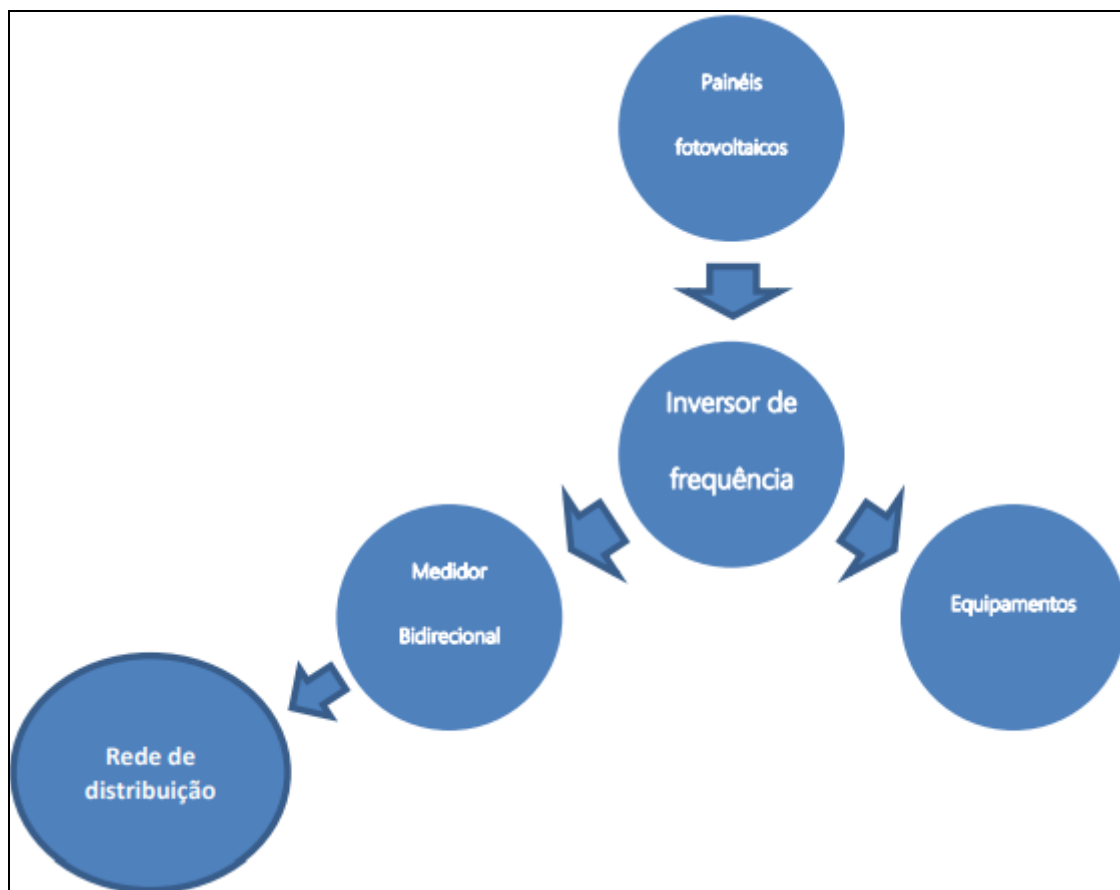 Painéis
fotovoltaicos
Inversor de
frequência
Medidor
Bidirecional
Equipamentos
Rede de
distribuição